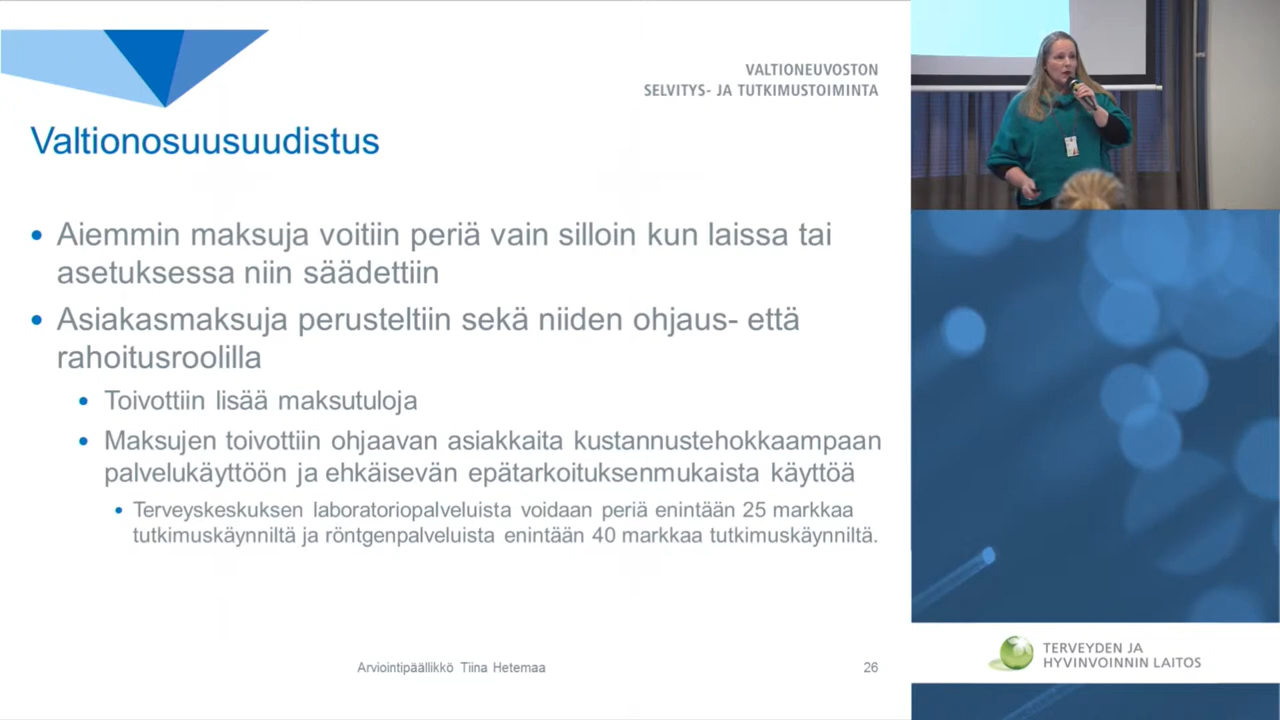 VALTIONEUVOSTON
SELVITYS- JA TUTKIMUSTOIMINTA
Valtionosuusuudistus
• Aiemmin maksuja voitiin periä vain silloin kun laissa tai
asetuksessa niin säädettiin
• Asiakasmaksuja perusteltiin sekä niiden ohjaus- että
rahoitusroolilla
• Toivottiin lisää maksutuloja
• Maksujen toivottiin ohjaavan asiakkaita kustannustehokkaampaan
palvelukäyttöön ja ehkäisevän epätarkoituksenmukaista käyttöä
• Terveyskeskuksen laboratoriopalveluista voidaan periä enintään 25 markkaa
tutkimuskäynniltä ja röntgenpalveluista enintään 40 markkaa tutkimuskäynniltä.
Arviointipäällikkö Tiina Hetemaa
26
TERVEYDEN JA
HYVINVOINNIN LAITOS